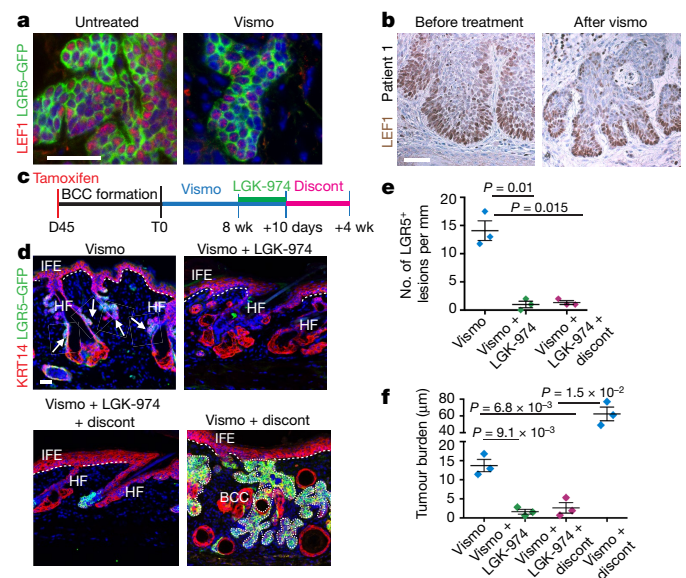 a
Untreated
Vismo
LEF1 LGR5–GFP
b
Before treatment
After vismo
LEF1
Patient 1
c
Tamoxifen
BCC formation
Vismo
LGK-974
Discont
D45
T0
8 wk
+10 days
+4 wk
d
Vismo
Vismo + LGK-974
KRT14 LGR5–GFP
IFE
HF
HF
IFE
HF
HF
Vismo + LGK-974
+ discont
Vismo + discont
IFE
HF
HF
IFE
BCC
e
No. of LGR5+
lesions per mm
20
15
10
5
0
P = 0.01
P = 0.015
Vismo
Vismo +
LGK-974
Vismo +
LGK-974 +
discont
f
Tumour burden (μm)
80
60
40
20
15
10
5
0
P = 1.5 × 10⁻²
P = 6.8 × 10⁻³
P = 9.1 × 10⁻³
Vismo
Vismo +
LGK-974
Vismo +
LGK-974 +
discont
Vismo +
discont